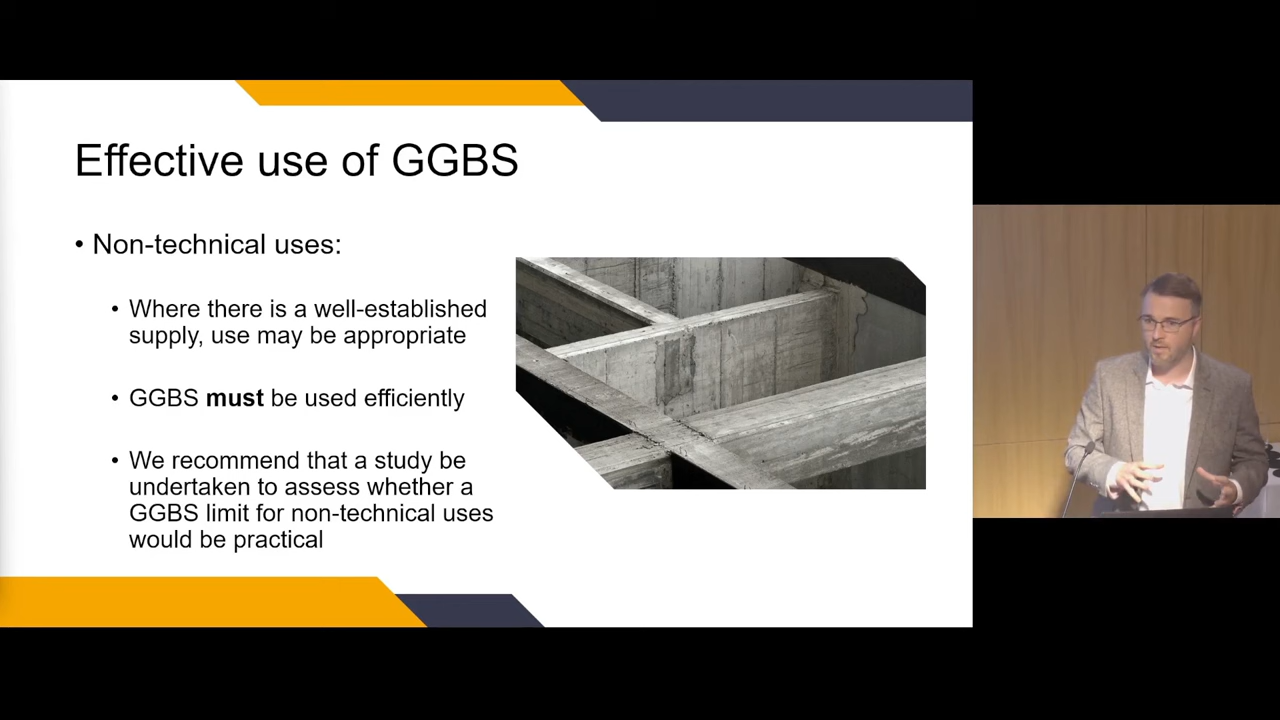 Effective use of GGBS
• Non-technical uses:
• Where there is a well-established
supply, use may be appropriate
• GGBS must be used efficiently
• We recommend that a study be
undertaken to assess whether a
GGBS limit for non-technical uses
would be practical